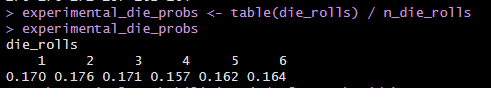 > experimental_die_probs <- table(die_rolls) / n_die_rolls
> experimental_die_probs
die_rolls
    1     2     3     4     5     6
0.170 0.176 0.171 0.157 0.162 0.164